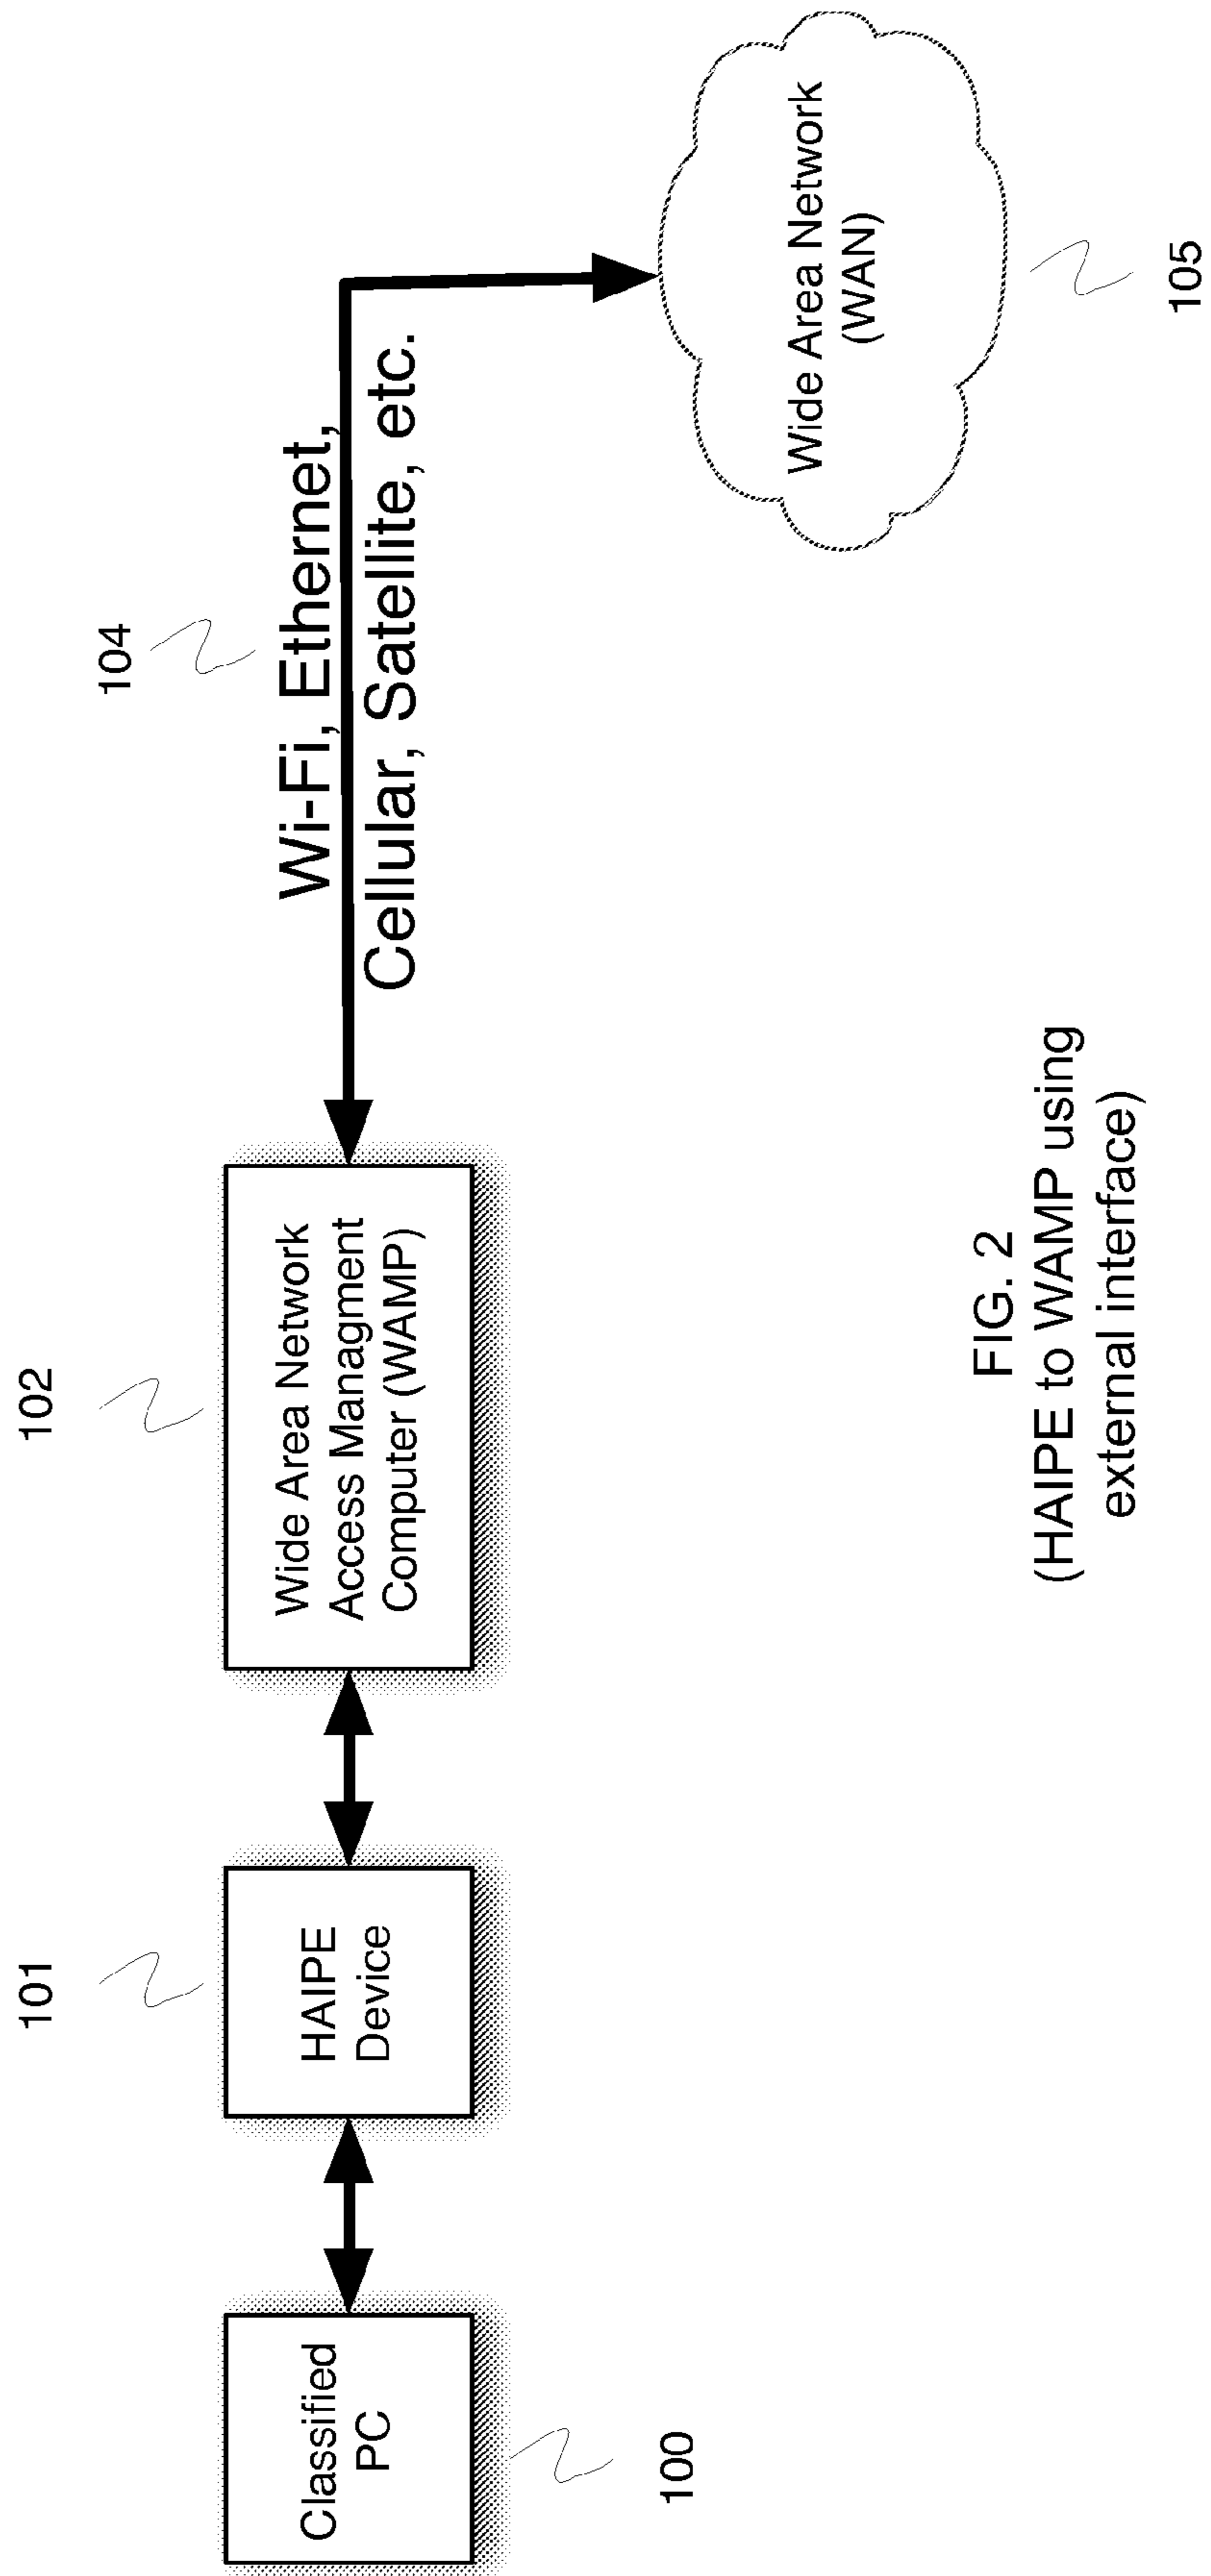 101
102
104
Classified
PC
HAIPE
Device
Wide Area Network
Access Managment
Computer (WAMP)
Wi-Fi, Ethernet,
Cellular, Satellite, etc.
100
Wide Area Network
(WAN)
105
FIG. 2
(HAIPE to WAMP using
external interface)